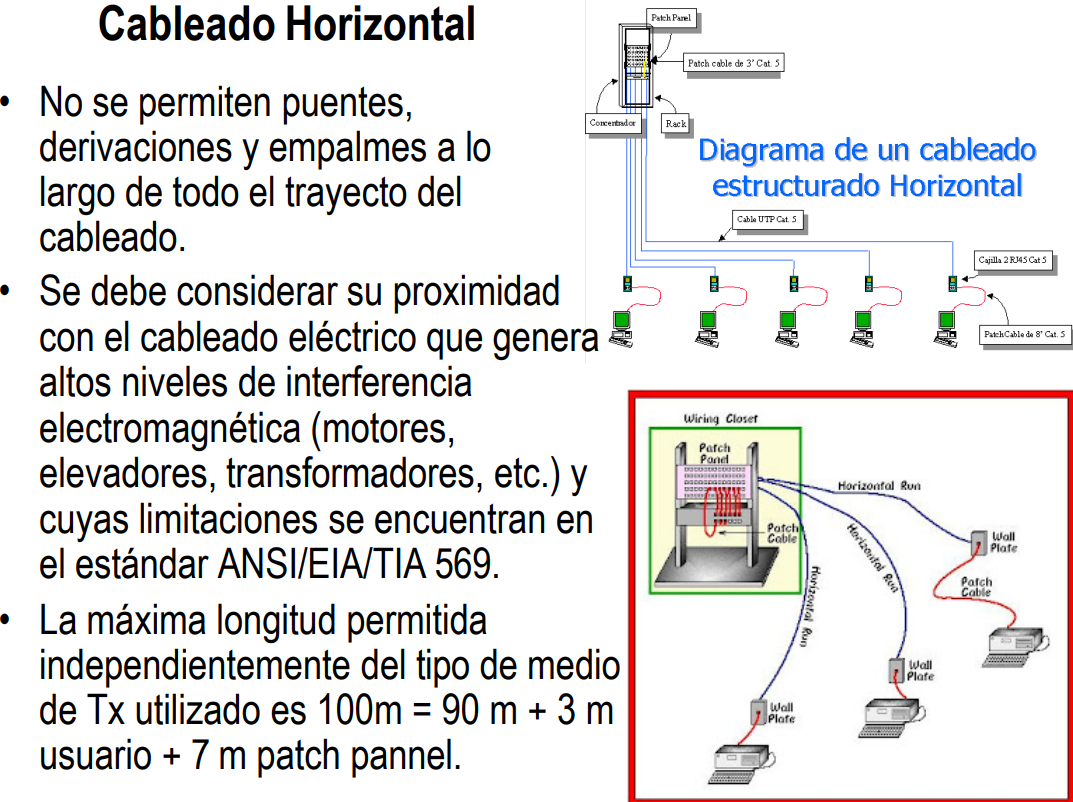 Cableado Horizontal
• No se permiten puentes,
derivaciones y empalmes a lo
largo de todo el trayecto del
cableado.
• Se debe considerar su proximidad
con el cableado eléctrico que genera
altos niveles de interferencia
electromagnética (motores,
elevadores, transformadores, etc.) y
cuyas limitaciones se encuentran en
el estándar ANSI/EIA/TIA 569.
• La máxima longitud permitida
independientemente del tipo de medio
de Tx utilizado es 100m = 90 m + 3 m
usuario + 7 m patch pannel.
Patch Panel
Patch cable de 3' Cat. 5
Concentrador
Rack
Diagrama de un cableado
estructurado Horizontal
Cable UTP Cat. 5
Cajilla 2 RJ45 Cat 5
Patch Cable de 8' Cat. 5
Wiring Closet
Patch
Panel
Patch
Cable
Horizontal Run
Horizontal Run
Horizontal Run
Wall
Plate
Patch
Cable
Wall
Plate
Wall
Plate